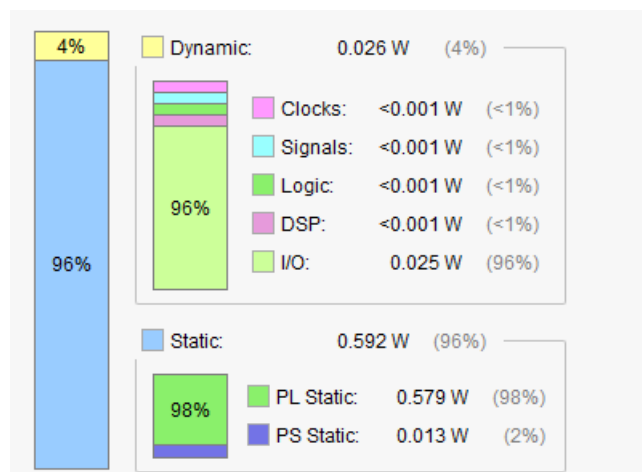 4%
96%
Dynamic: 0.026 W (4%)
96%
Clocks: <0.001 W (<1%)
Signals: <0.001 W (<1%)
Logic: <0.001 W (<1%)
DSP: <0.001 W (<1%)
I/O: 0.025 W (96%)
Static: 0.592 W (96%)
98%
PL Static: 0.579 W (98%)
PS Static: 0.013 W (2%)